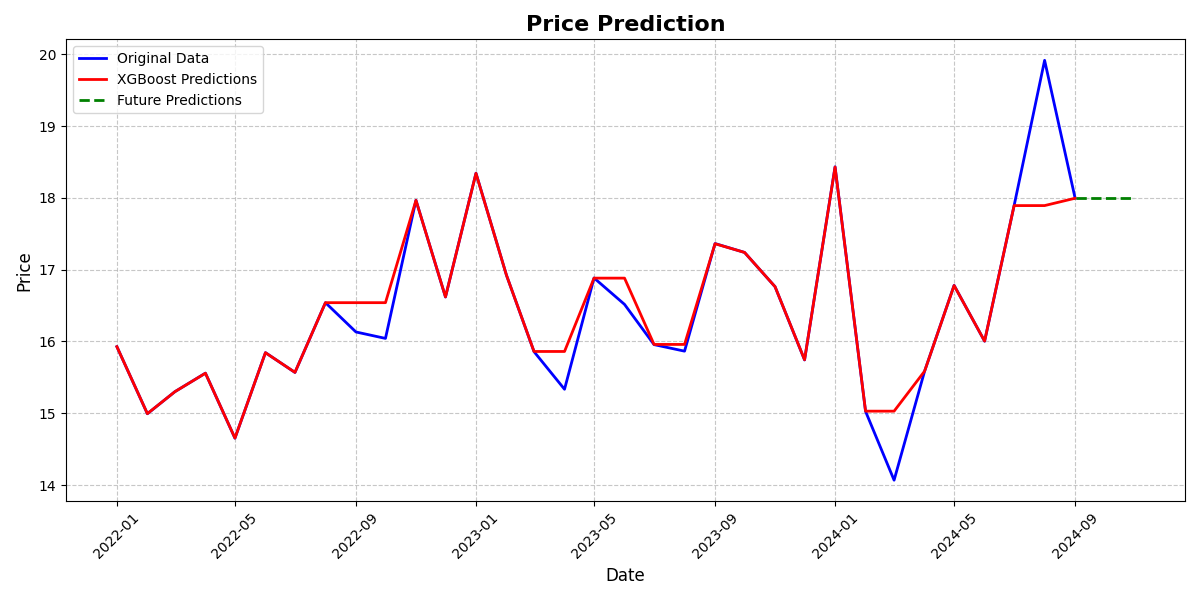 Price Prediction
Original Data
XGBoost Predictions
Future Predictions
Price
20
19
18
17
16
15
14
2022-01
2022-05
2022-09
2023-01
2023-05
2023-09
2024-01
2024-05
2024-09
Date